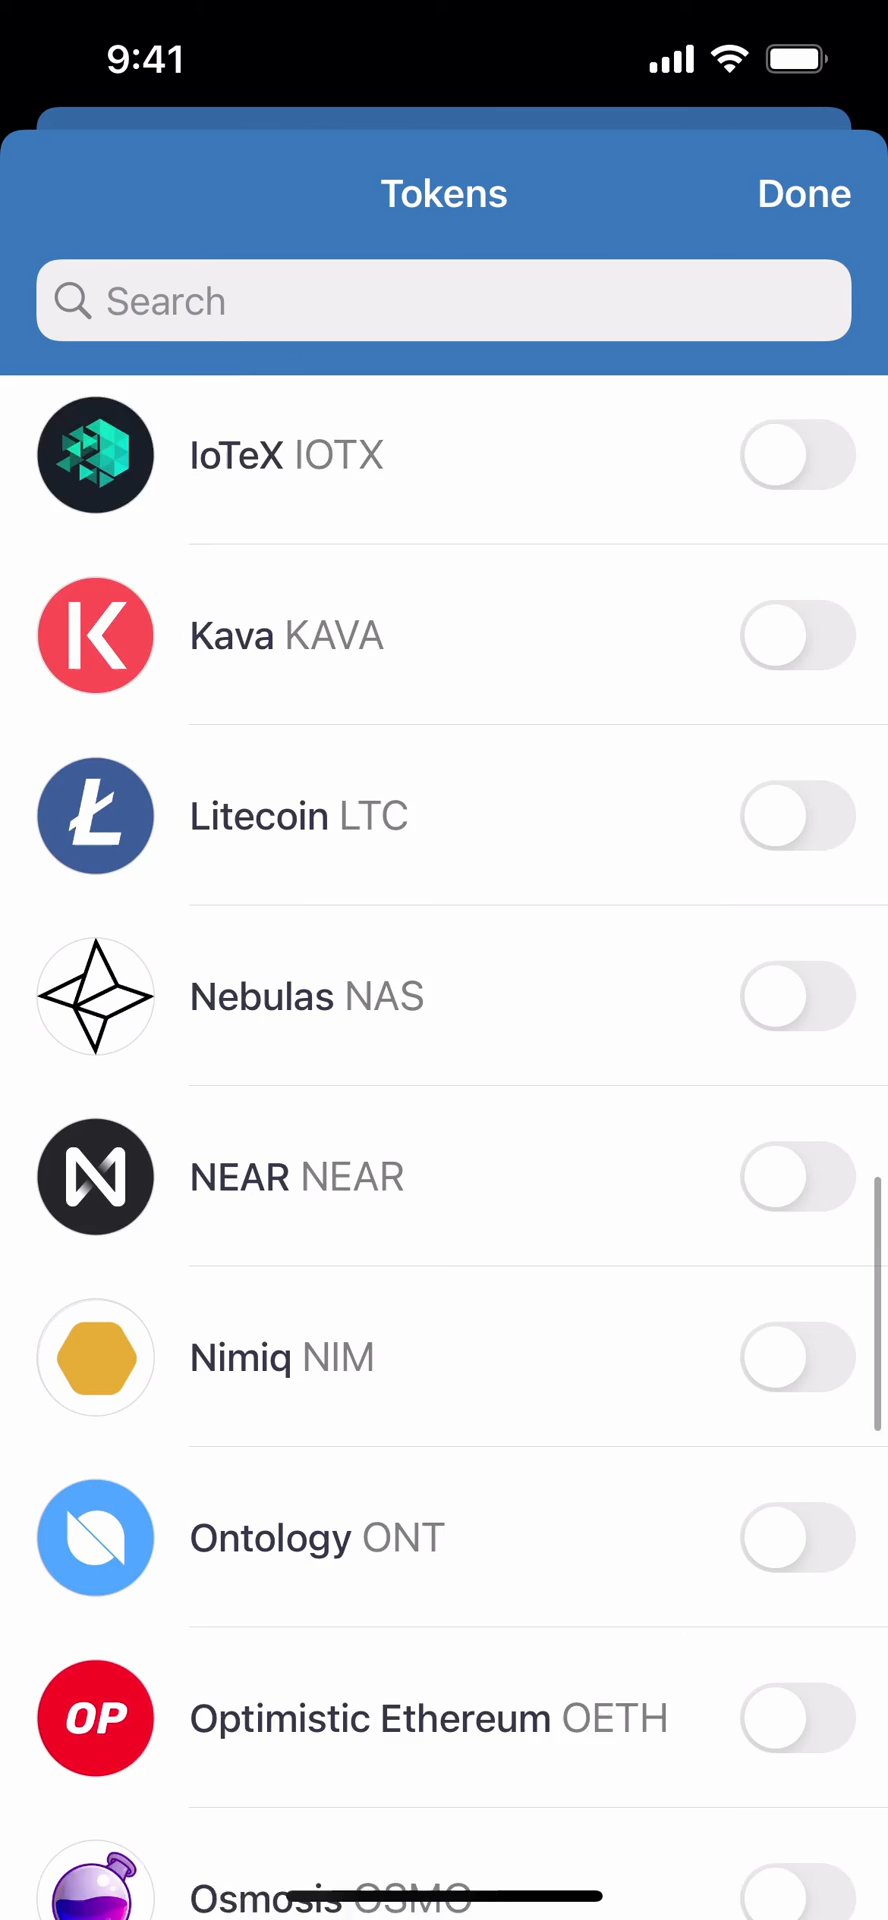 9:41
Tokens
Done
Search
IoTeX IOTX
Kava KAVA
Litecoin LTC
Nebulas NAS
NEAR NEAR
Nimiq NIM
Ontology ONT
OP
Optimistic Ethereum OETH
Osmosis OSMO